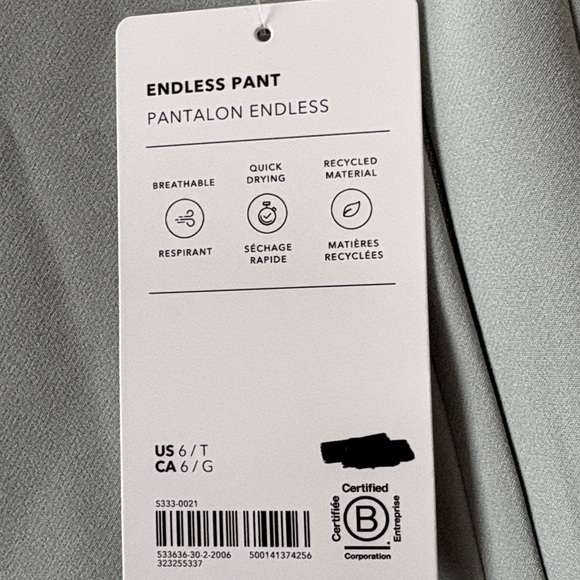 ENDLESS PANT
PANTALON ENDLESS
BREATHABLE
RESPIRANT
QUICK
DRYING
SÉCHAGE
RAPIDE
RECYCLED
MATERIAL
MATIÈRES
RECYCLÉES
US 6 / T
CA 6 / G
S333-0021
533636-30-2-2006 500141374256
323255337
Certified
Certifiée
B
Entreprise
Corporation